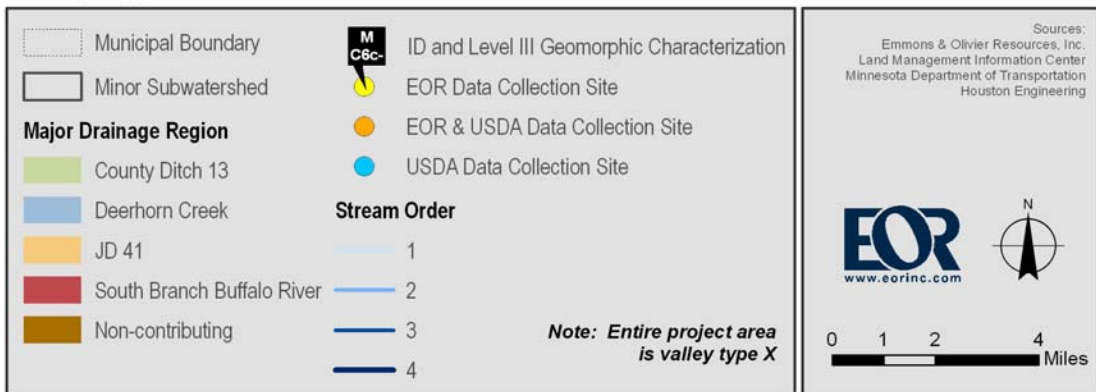 Municipal Boundary
Minor Subwatershed
Major Drainage Region
County Ditch 13
Deerhorn Creek
JD 41
South Branch Buffalo River
Non-contributing
M
C6c-
ID and Level III Geomorphic Characterization
EOR Data Collection Site
EOR & USDA Data Collection Site
USDA Data Collection Site
Stream Order
1
2
3
4
Note: Entire project area
is valley type X
Sources:
Emmons & Olivier Resources, Inc.
Land Management Information Center
Minnesota Department of Transportation
Houston Engineering
EOR
www.eorinc.com
N
0 1 2 4
Miles